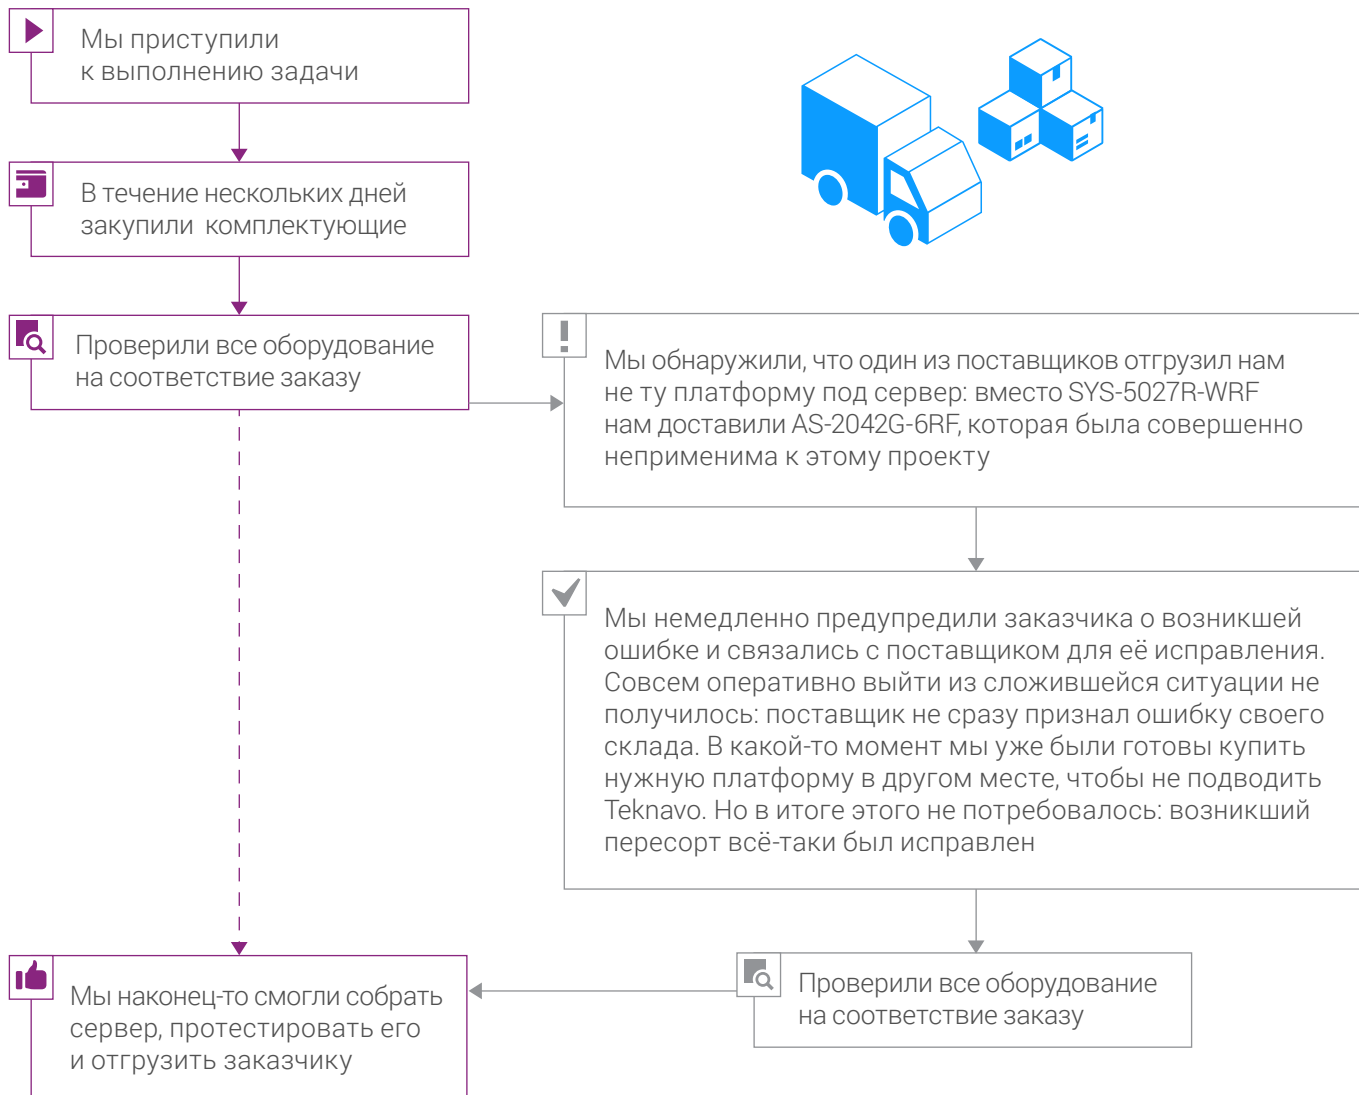 Мы приступили
к выполнению задачи
В течение нескольких дней
закупили комплектующие
Проверили все оборудование
на соответствие заказу
Мы обнаружили, что один из поставщиков отгрузил нам
не ту платформу под сервер: вместо SYS-5027R-WRF
нам доставили AS-2042G-6RF, которая была совершенно
неприменима к этому проекту
Мы немедленно предупредили заказчика о возникшей
ошибке и связались с поставщиком для её исправления.
Совсем оперативно выйти из сложившейся ситуации не
получилось: поставщик не сразу признал ошибку своего
склада. В какой-то момент мы уже были готовы купить
нужную платформу в другом месте, чтобы не подводить
Teknavo. Но в итоге этого не потребовалось: возникший
пересорт всё-таки был исправлен
Проверили все оборудование
на соответствие заказу
Мы наконец-то смогли собрать
сервер, протестировать его
и отгрузить заказчику